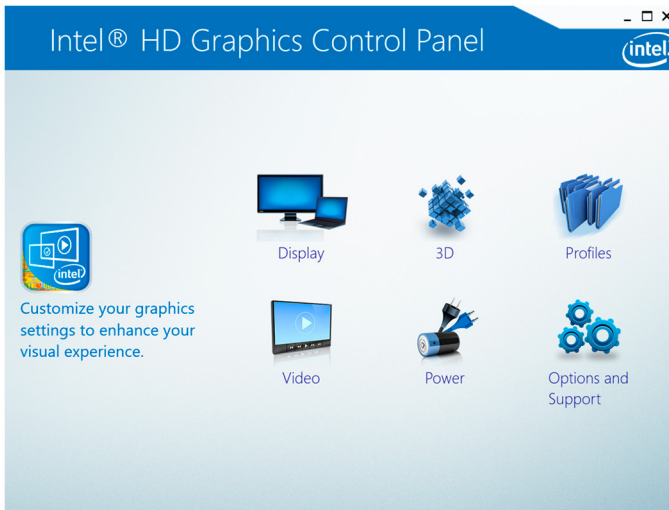 Intel® HD Graphics Control Panel
intel
Display
3D
Profiles
intel
Customize your graphics
settings to enhance your
visual experience.
Video
Power
Options and
Support